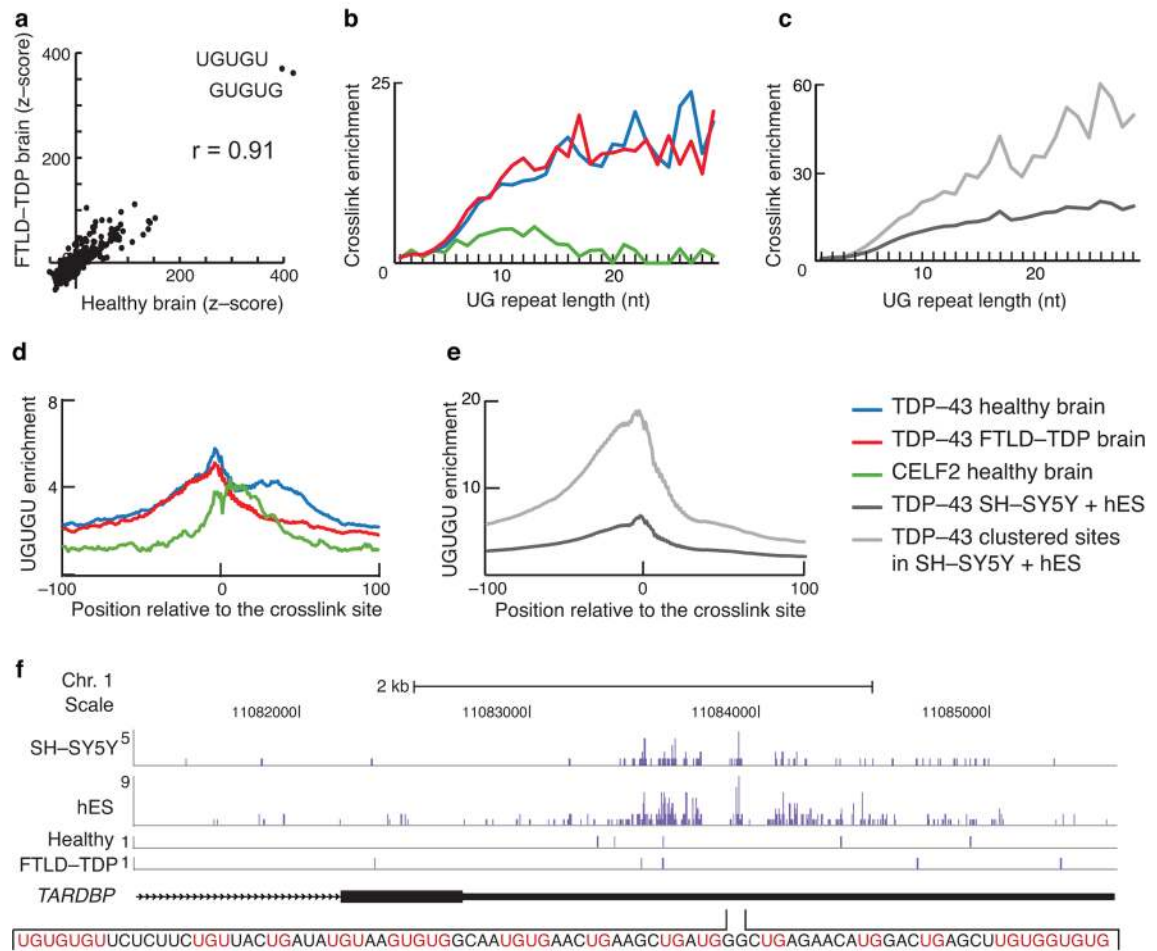 a
FTLD–TDP brain (z–score)
400
200
UGUGU
GUGUG
r = 0.91
200
400
Healthy brain (z–score)
b
Crosslink enrichment
25
0
10
20
UG repeat length (nt)
c
Crosslink enrichment
60
30
0
10
20
UG repeat length (nt)
d
UGUGU enrichment
8
4
0
–100
0
100
Position relative to the crosslink site
e
UGUGU enrichment
20
10
–100
0
100
Position relative to the crosslink site
TDP–43 healthy brain
TDP–43 FTLD–TDP brain
CELF2 healthy brain
TDP–43 SH–SY5Y + hES
TDP–43 clustered sites
in SH–SY5Y + hES
f
Chr. 1
Scale
2 kb
11082000
11083000
11084000
11085000
SH–SY5Y 5
hES 9
Healthy 1
FTLD–TDP 1
TARDBP
UGUGUGUUCUCUUCUGUUACUGAUAUGUAAGUGUGGCAAUGUGAACUGAAGCUGAUGGGCUGAGAACAUGGACUGAGCUUGUGGUGUG